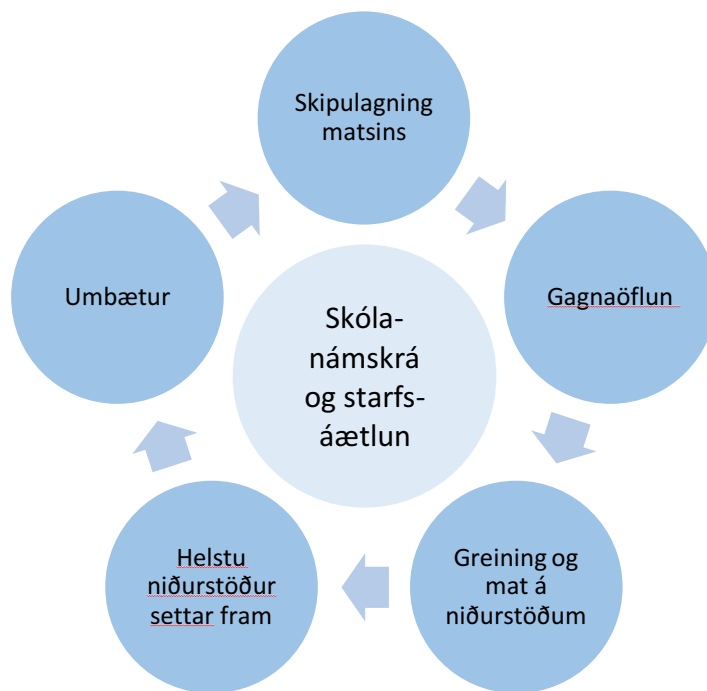 Skipulagning
matsins
Gagnaöflun
Greining og
mat á
niðurstöðum
Helstu
niðurstöður
settar fram
Umbætur
Skóla-
námskrá
og starfs-
áætlun